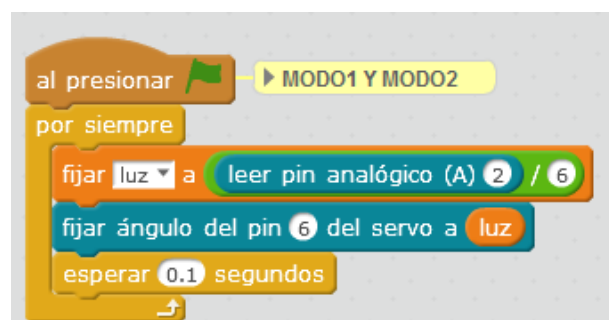 al presionar MODO1 Y MODO2
por siempre
fijar luz a leer pin analógico (A) 2 / 6
fijar ángulo del pin 6 del servo a luz
esperar 0.1 segundos